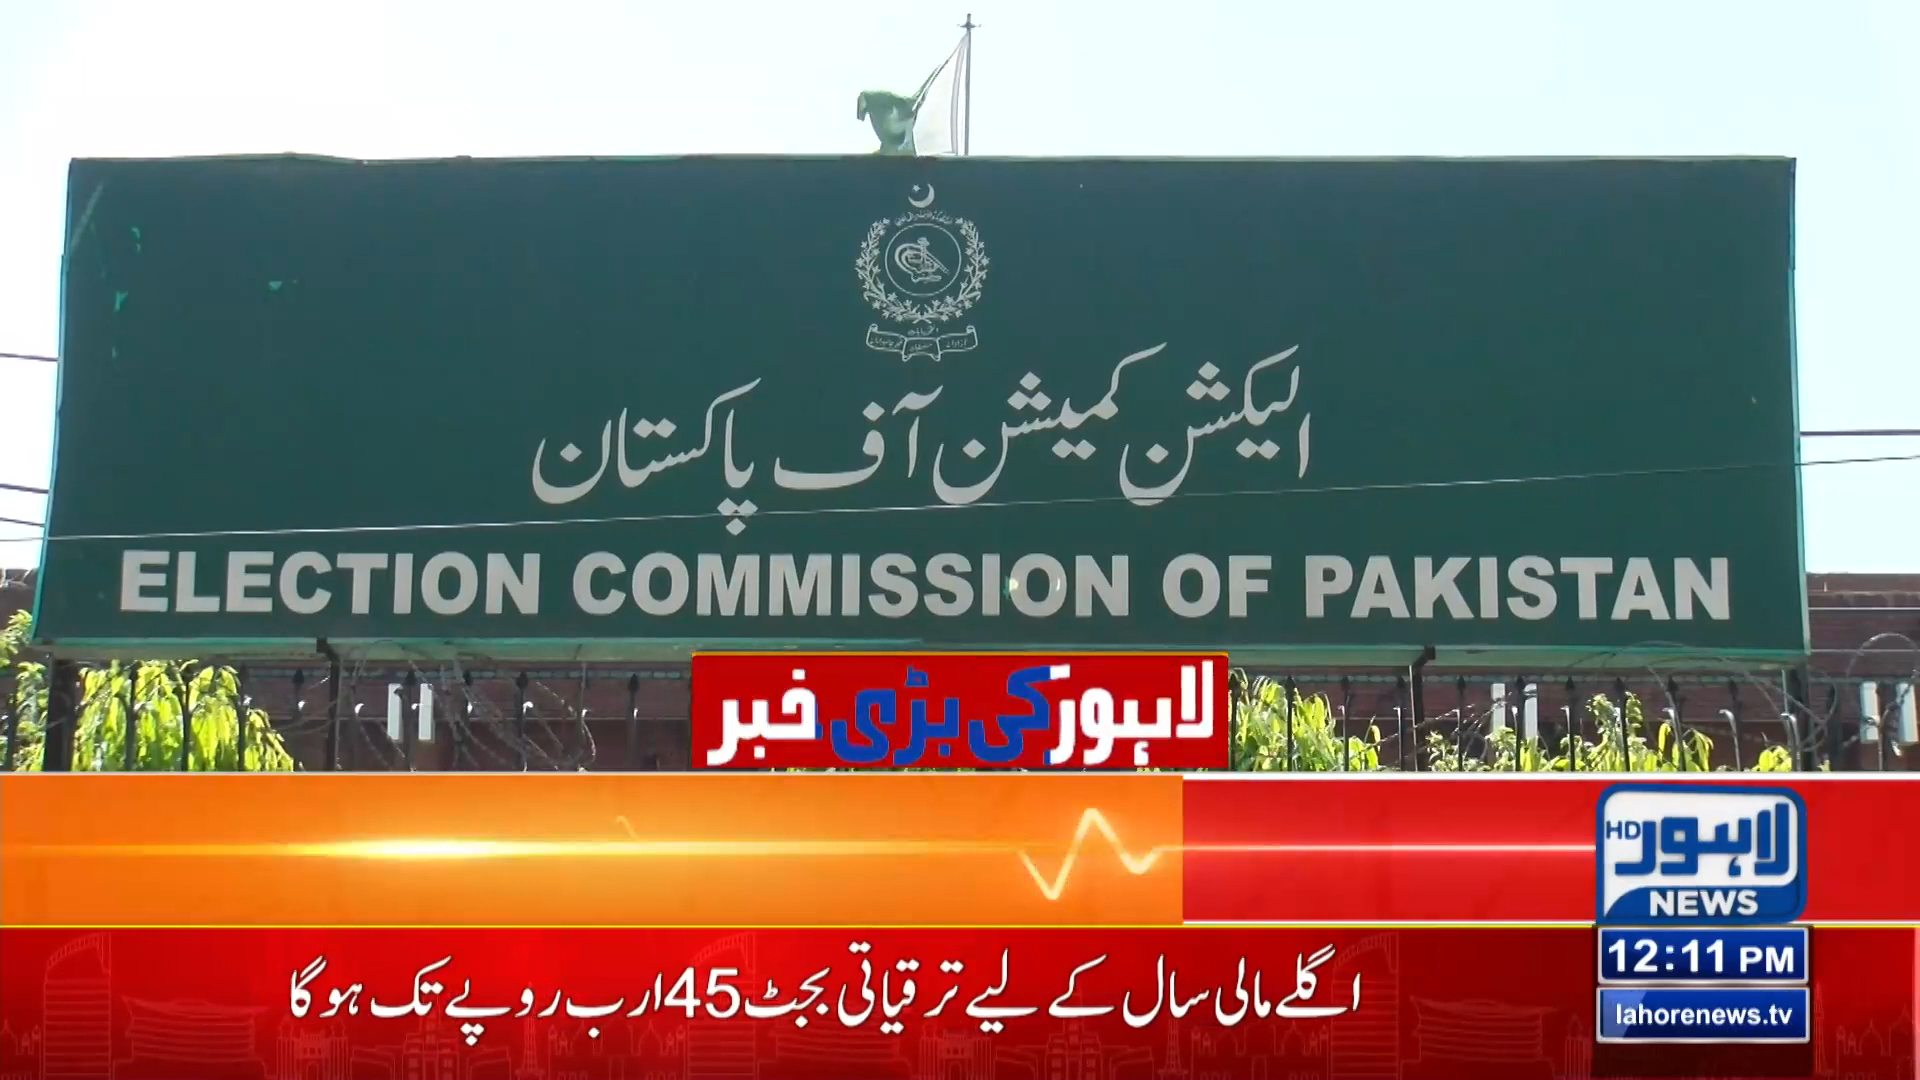 الیکشن کمیشن آف پاکستان
ELECTION COMMISSION OF PAKISTAN
لاہور کی بڑی خبر
HD لاہور
NEWS
12:11 PM
اگلے مالی سال کے لیے ترقیاتی بجٹ 45 ارب روپے تک ہوگا
lahorenews.tv